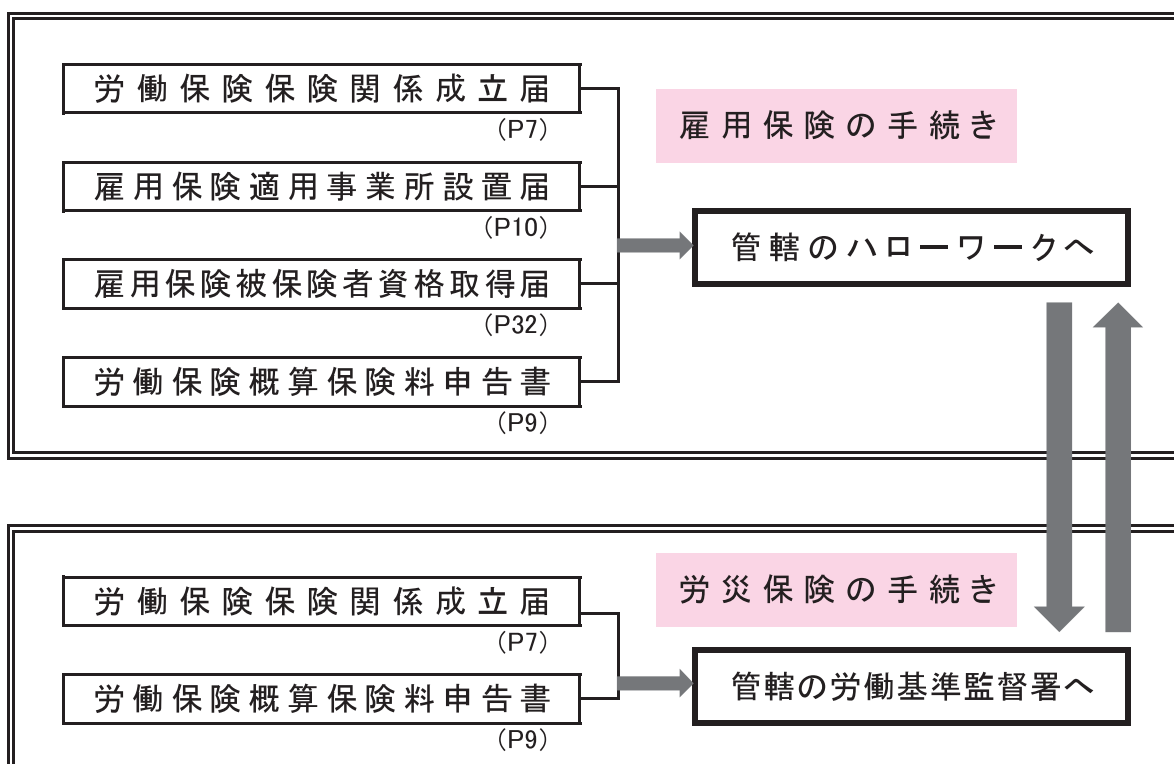 労働保険保険関係成立届
(P7)
雇用保険の手続き
雇用保険適用事業所設置届
(P10)
管轄のハローワークへ
雇用保険被保険者資格取得届
(P32)
労働保険概算保険料申告書
(P9)
労災保険の手続き
労働保険保険関係成立届
(P7)
管轄の労働基準監督署へ
労働保険概算保険料申告書
(P9)